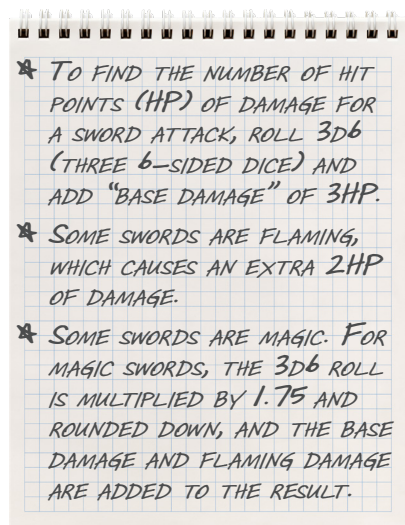 To find the number of hit
points (HP) of damage for
a sword attack, roll 3d6
(three 6-sided dice) and
add "base damage" of 3HP.
Some swords are flaming,
which causes an extra 2HP
of damage.
Some swords are magic. For
magic swords, the 3d6 roll
is multiplied by 1.75 and
rounded down, and the base
damage and flaming damage
are added to the result.